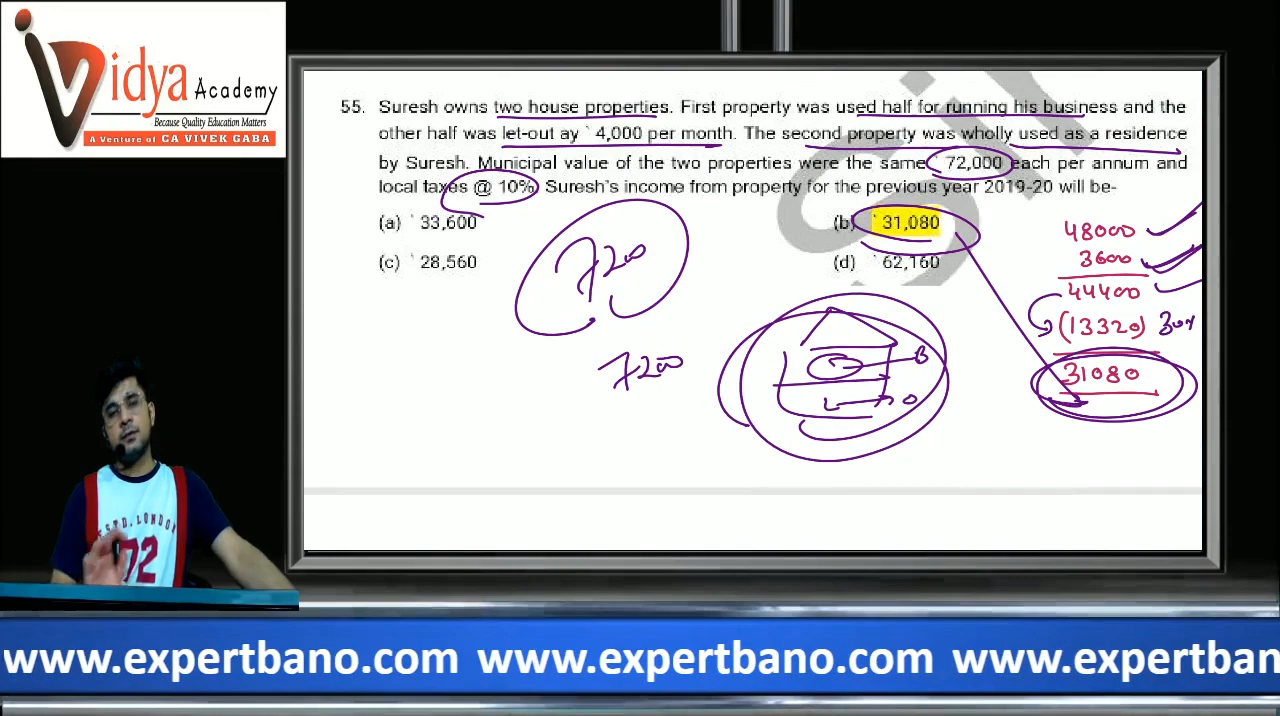 Vidya Academy
Because Quality Education Matters
A Venture of CA VIVEK GABA
55. Suresh owns two house properties. First property was used half for running his business and the
other half was let-out ay ` 4,000 per month. The second property was wholly used as a residence
by Suresh. Municipal value of the two properties were the same ` 72,000 each per annum and
local taxes @ 10%. Suresh's income from property for the previous year 2019-20 will be-
(a) ` 33,600
(b) ` 31,080
(c) ` 28,560
(d) ` 62,160
48000
3600
44400
(13320) 30%
31080
7200
7200
B
L O
ESTD. LONDON
72
www.expertbano.com www.expertbano.com www.expertban